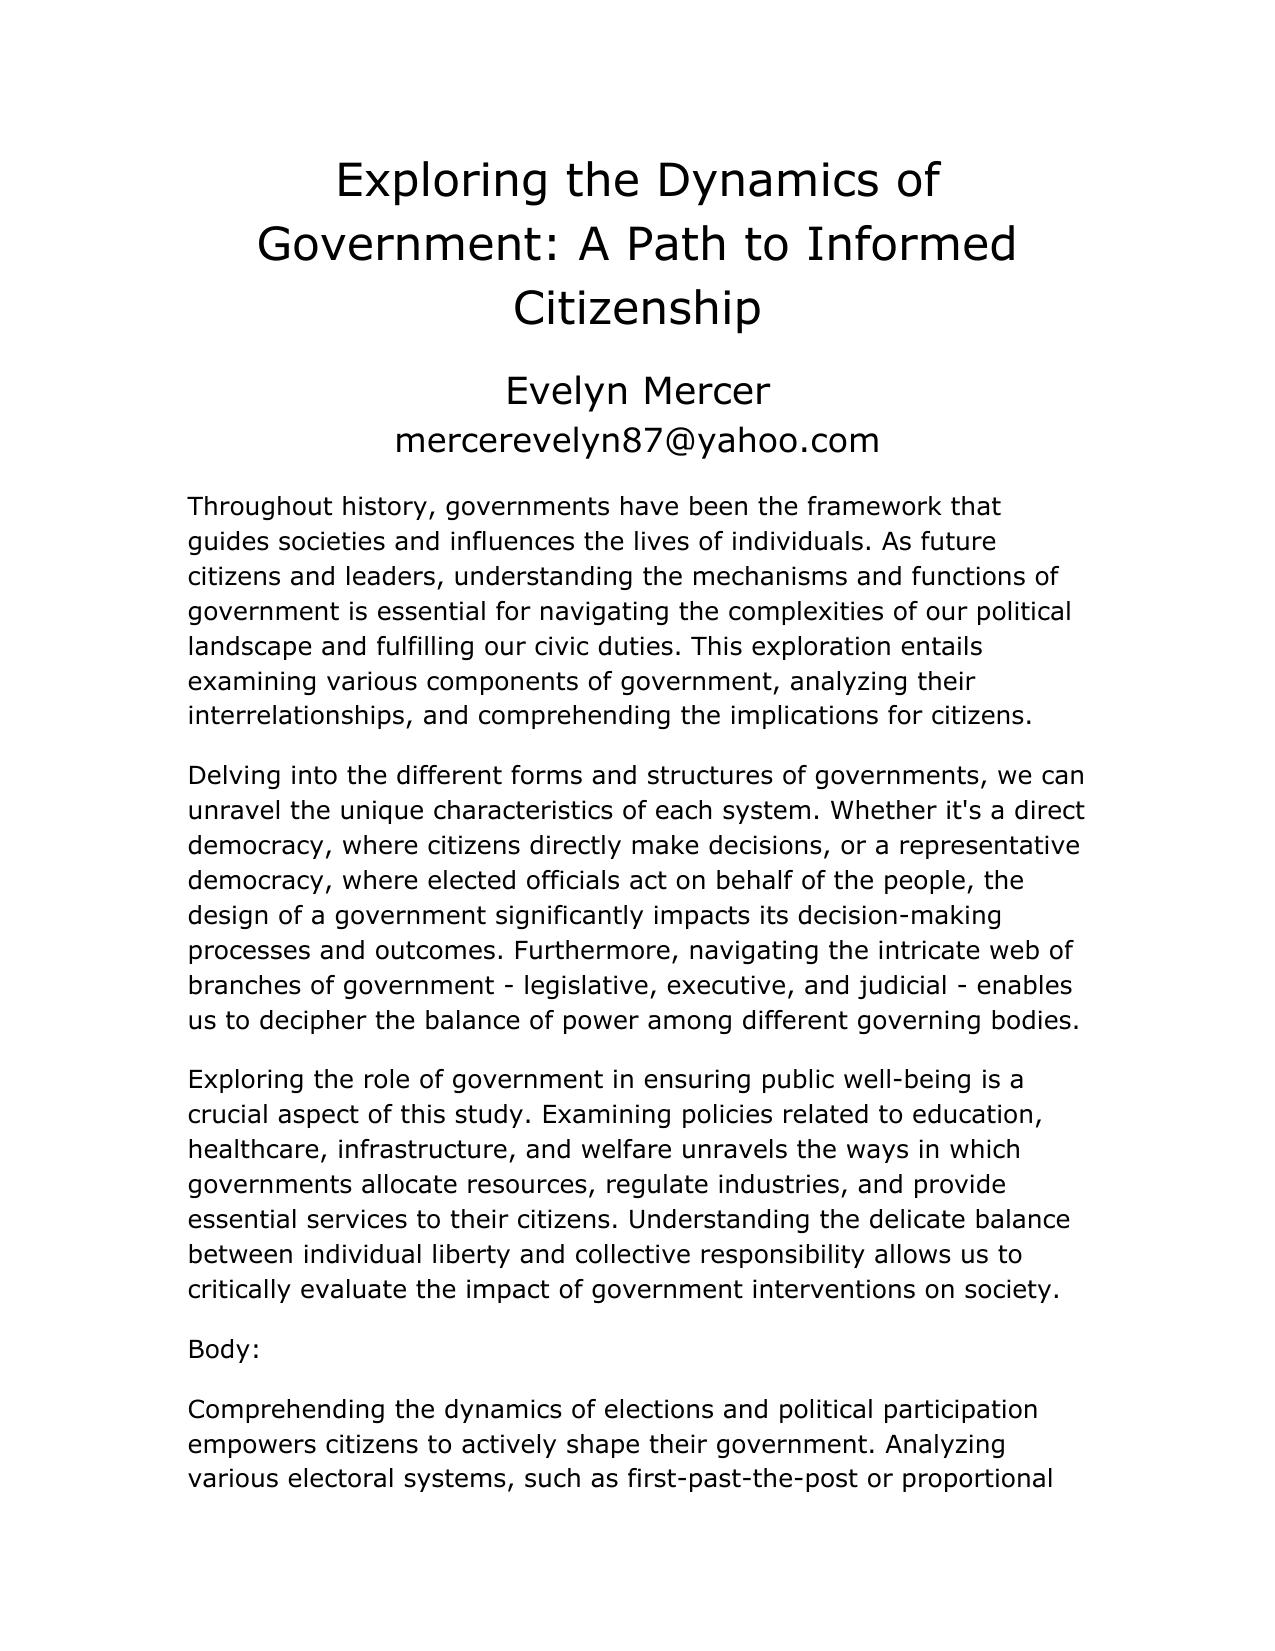 Exploring the Dynamics of
Government: A Path to Informed
Citizenship
Evelyn Mercer
mercerevelyn87@yahoo.com
Throughout history, governments have been the framework that
guides societies and influences the lives of individuals. As future
citizens and leaders, understanding the mechanisms and functions of
government is essential for navigating the complexities of our political
landscape and fulfilling our civic duties. This exploration entails
examining various components of government, analyzing their
interrelationships, and comprehending the implications for citizens.
Delving into the different forms and structures of governments, we can
unravel the unique characteristics of each system. Whether it's a direct
democracy, where citizens directly make decisions, or a representative
democracy, where elected officials act on behalf of the people, the
design of a government significantly impacts its decision-making
processes and outcomes. Furthermore, navigating the intricate web of
branches of government - legislative, executive, and judicial - enables
us to decipher the balance of power among different governing bodies.
Exploring the role of government in ensuring public well-being is a
crucial aspect of this study. Examining policies related to education,
healthcare, infrastructure, and welfare unravels the ways in which
governments allocate resources, regulate industries, and provide
essential services to their citizens. Understanding the delicate balance
between individual liberty and collective responsibility allows us to
critically evaluate the impact of government interventions on society.
Body:
Comprehending the dynamics of elections and political participation
empowers citizens to actively shape their government. Analyzing
various electoral systems, such as first-past-the-post or proportional